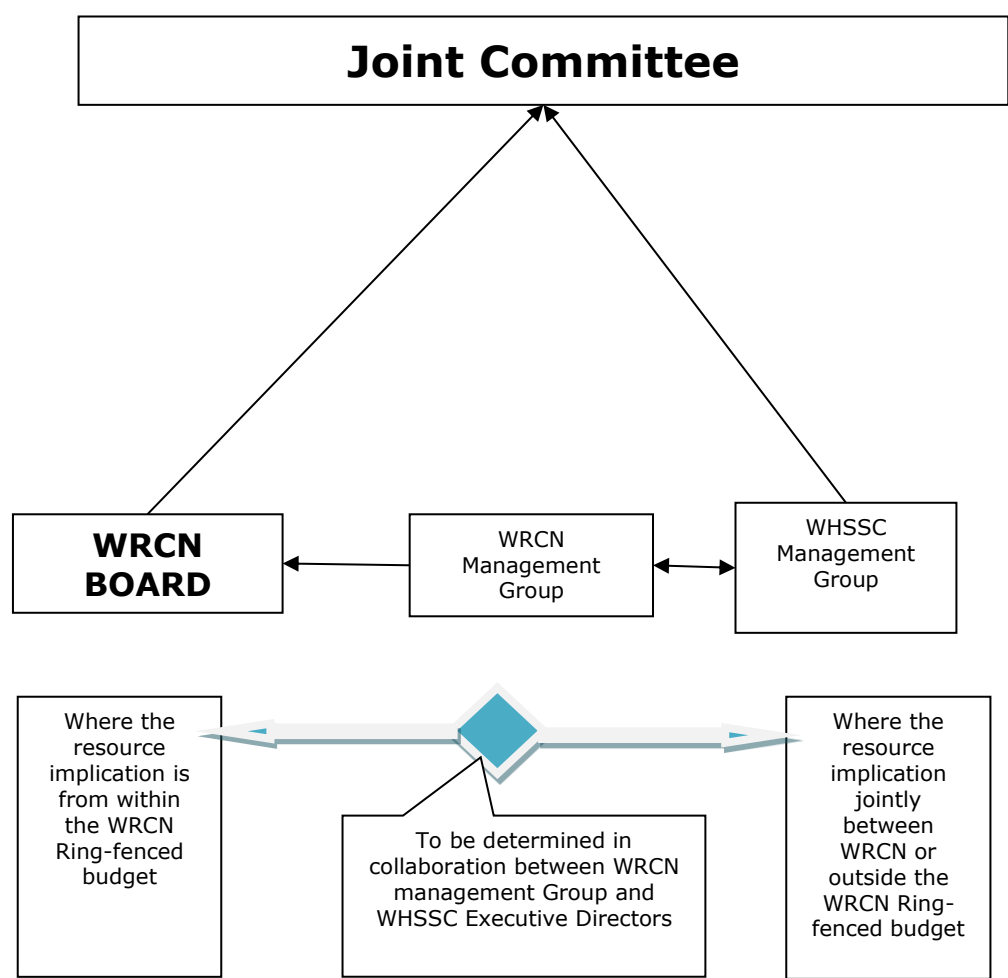 Joint Committee
WRCN
BOARD
WRCN
Management
Group
WHSSC
Management
Group
Where the
resource
implication is
from within
the WRCN
Ring-fenced
budget
To be determined in
collaboration between WRCN
management Group and
WHSSC Executive Directors
Where the
resource
implication
jointly
between
WRCN or
outside the
WRCN Ring-
fenced budget